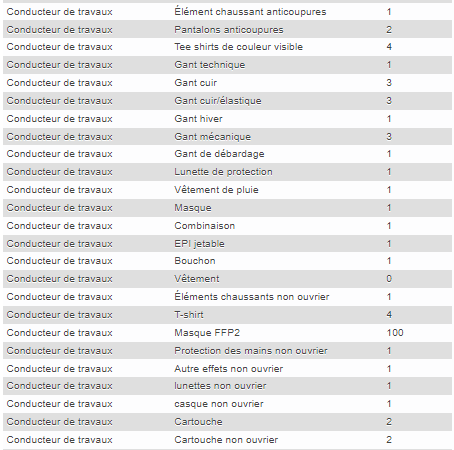 Conducteur de travaux Élément chaussant anticoupures 1
Conducteur de travaux Pantalons anticoupures 2
Conducteur de travaux Tee shirts de couleur visible 4
Conducteur de travaux Gant technique 1
Conducteur de travaux Gant cuir 3
Conducteur de travaux Gant cuir/élastique 3
Conducteur de travaux Gant hiver 1
Conducteur de travaux Gant mécanique 3
Conducteur de travaux Gant de débardage 1
Conducteur de travaux Lunette de protection 1
Conducteur de travaux Vêtement de pluie 1
Conducteur de travaux Masque 1
Conducteur de travaux Combinaison 1
Conducteur de travaux EPI jetable 1
Conducteur de travaux Bouchon 1
Conducteur de travaux Vêtement 0
Conducteur de travaux Éléments chaussants non ouvrier 1
Conducteur de travaux T-shirt 4
Conducteur de travaux Masque FFP2 100
Conducteur de travaux Protection des mains non ouvrier 1
Conducteur de travaux Autre effets non ouvrier 1
Conducteur de travaux lunettes non ouvrier 1
Conducteur de travaux casque non ouvrier 1
Conducteur de travaux Cartouche 2
Conducteur de travaux Cartouche non ouvrier 2